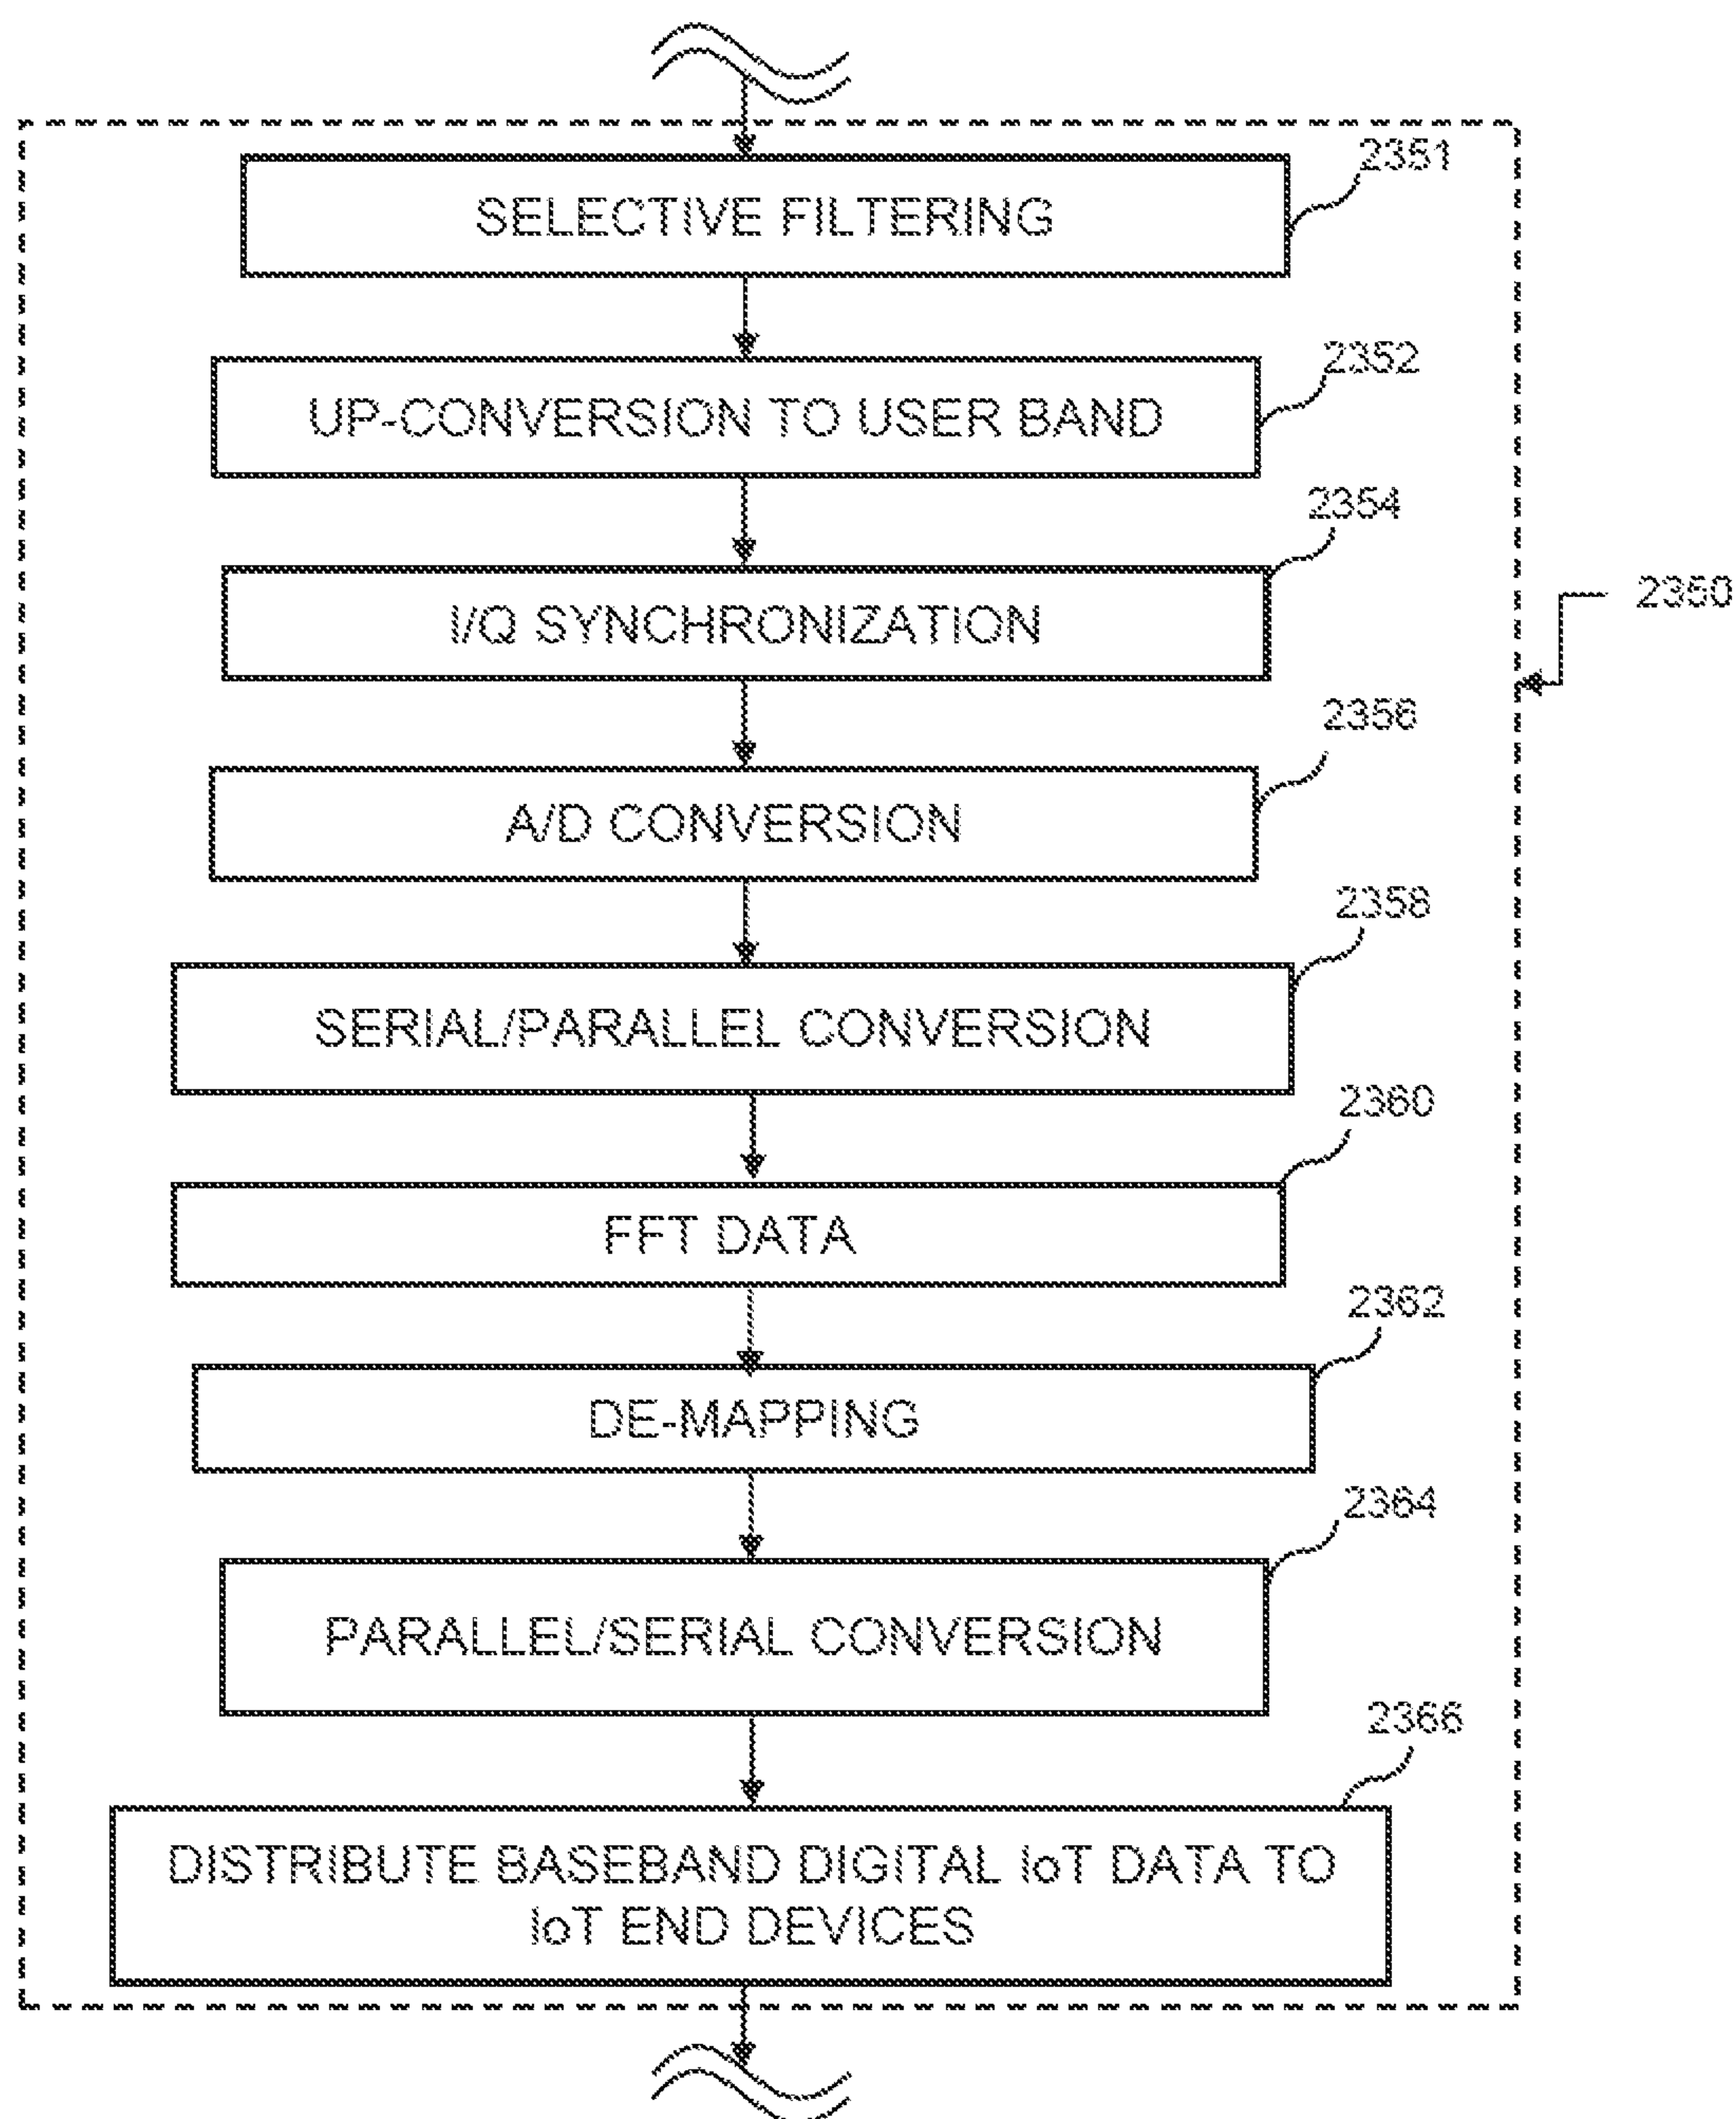 2351
SELECTIVE FILTERING
2352
UP-CONVERSION TO USER BAND
2354
I/Q SYNCHRONIZATION
2350
2356
A/D CONVERSION
2358
SERIAL/PARALLEL CONVERSION
2360
FFT DATA
2362
DE-MAPPING
2364
PARALLEL/SERIAL CONVERSION
2366
DISTRIBUTE BASEBAND DIGITAL IoT DATA TO
IoT END DEVICES